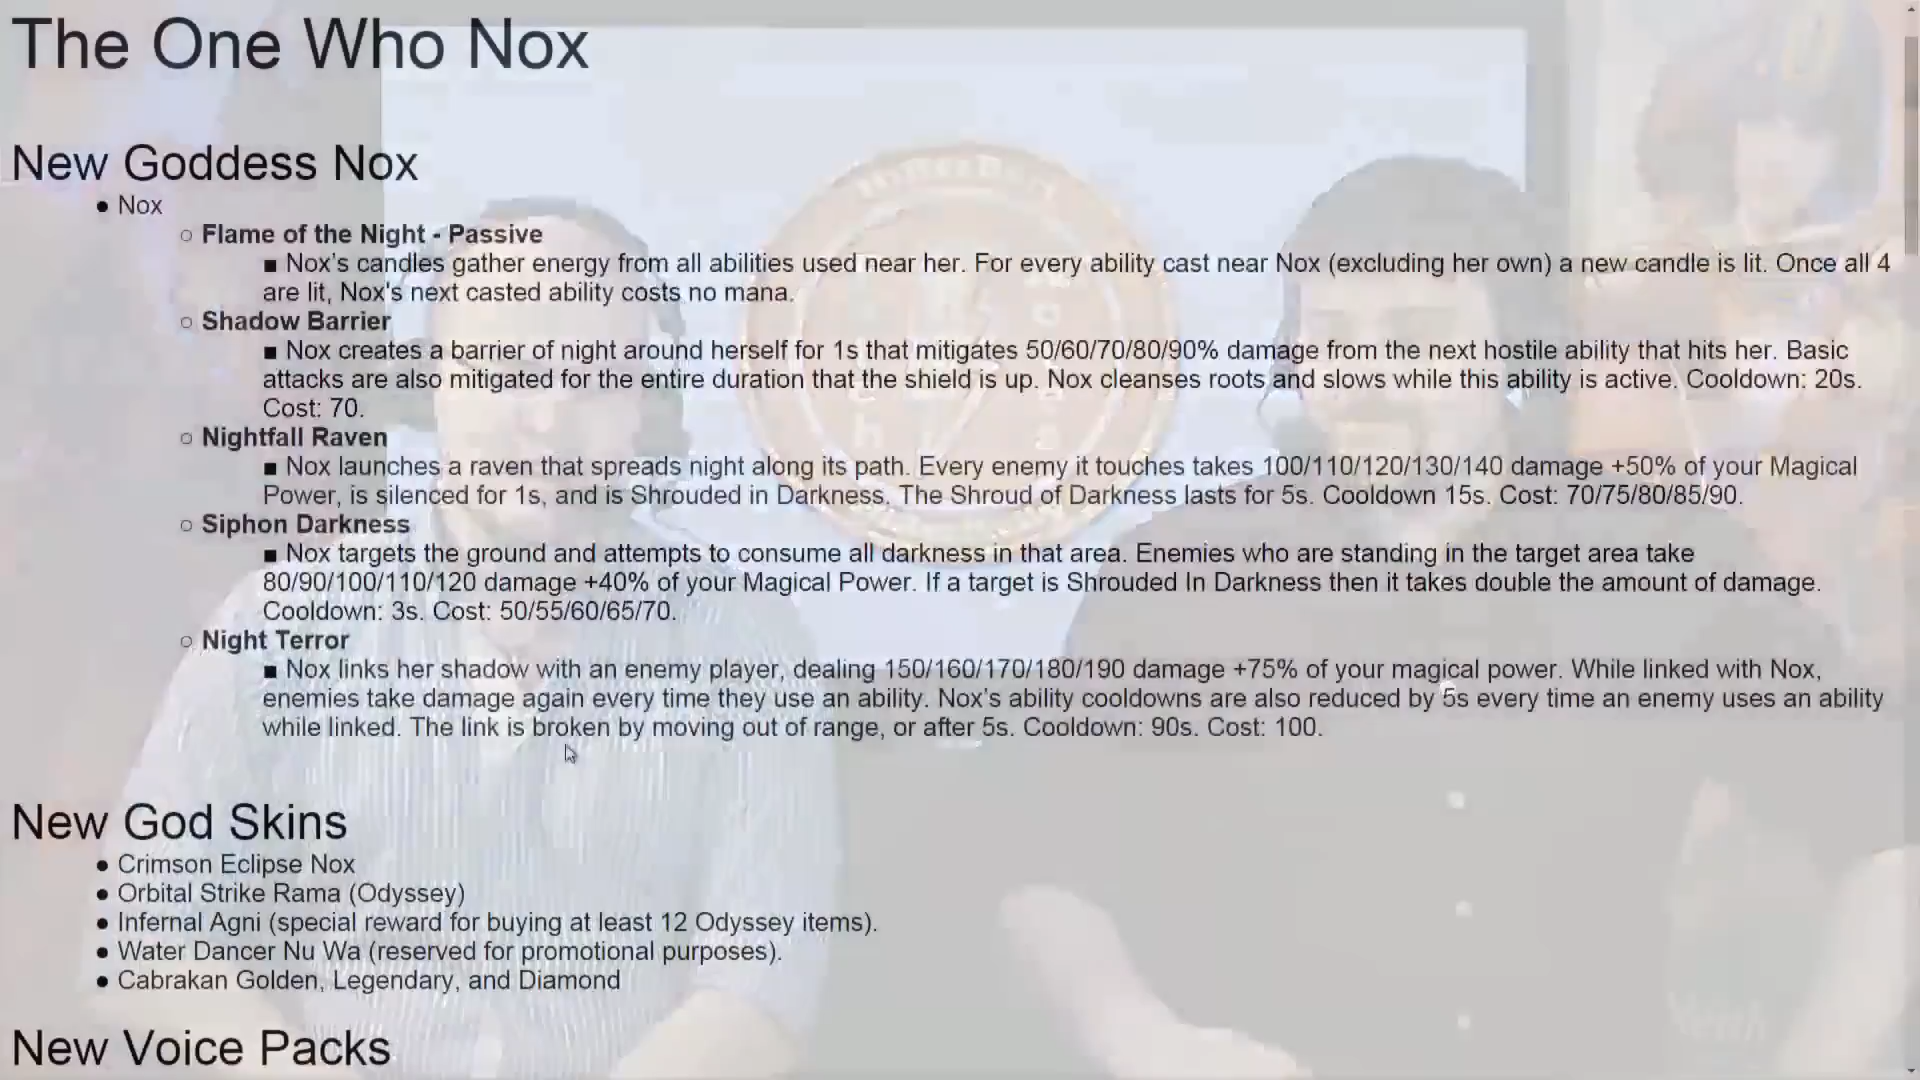 The One Who Nox
New Goddess Nox
● Nox
○ Flame of the Night - Passive
■ Nox's candles gather energy from all abilities used near her. For every ability cast near Nox (excluding her own) a new candle is lit. Once all 4
are lit, Nox's next casted ability costs no mana.
○ Shadow Barrier
■ Nox creates a barrier of night around herself for 1s that mitigates 50/60/70/80/90% damage from the next hostile ability that hits her. Basic
attacks are also mitigated for the entire duration that the shield is up. Nox cleanses roots and slows while this ability is active. Cooldown: 20s.
Cost: 70.
○ Nightfall Raven
■ Nox launches a raven that spreads night along its path. Every enemy it touches takes 100/110/120/130/140 damage +50% of your Magical
Power, is silenced for 1s, and is Shrouded in Darkness. The Shroud of Darkness lasts for 5s. Cooldown 15s. Cost: 70/75/80/85/90.
○ Siphon Darkness
■ Nox targets the ground and attempts to consume all darkness in that area. Enemies who are standing in the target area take
80/90/100/110/120 damage +40% of your Magical Power. If a target is Shrouded In Darkness then it takes double the amount of damage.
Cooldown: 3s. Cost: 50/55/60/65/70.
○ Night Terror
■ Nox links her shadow with an enemy player, dealing 150/160/170/180/190 damage +75% of your magical power. While linked with Nox,
enemies take damage again every time they use an ability. Nox's ability cooldowns are also reduced by 5s every time an enemy uses an ability
while linked. The link is broken by moving out of range, or after 5s. Cooldown: 90s. Cost: 100.
New God Skins
● Crimson Eclipse Nox
● Orbital Strike Rama (Odyssey)
● Infernal Agni (special reward for buying at least 12 Odyssey items).
● Water Dancer Nu Wa (reserved for promotional purposes).
● Cabrakan Golden, Legendary, and Diamond
New Voice Packs